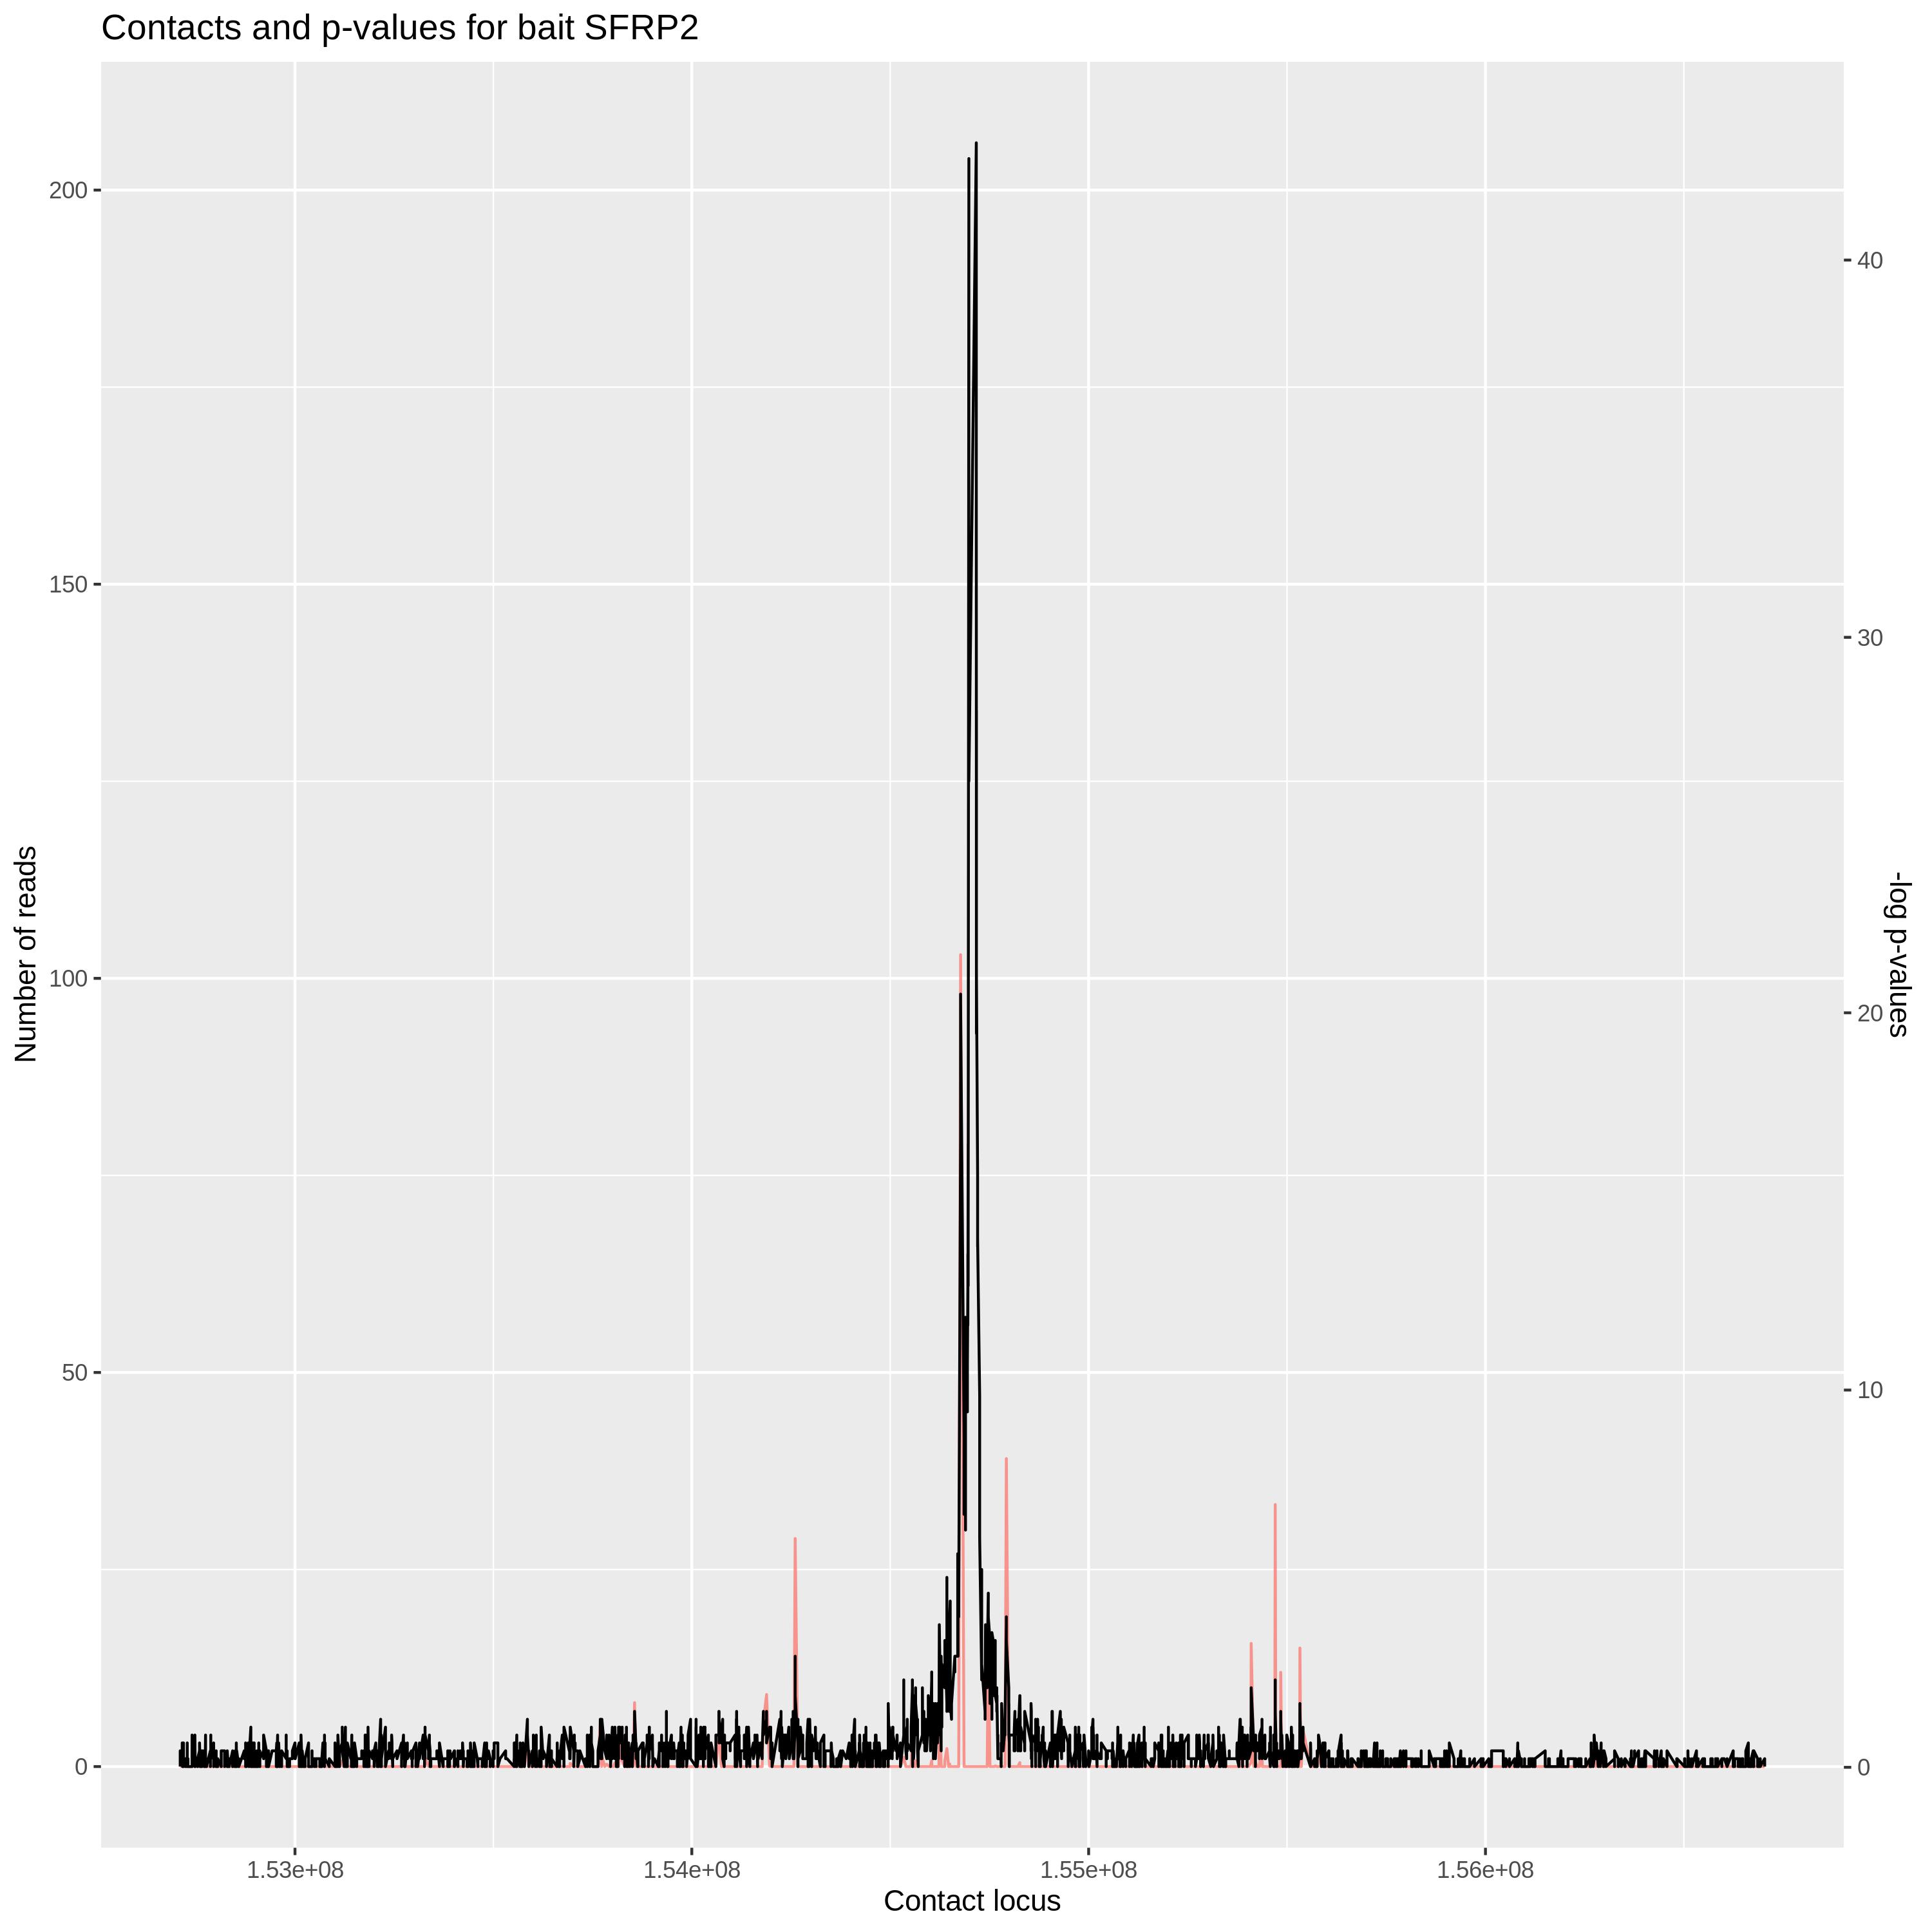 Contacts and p-values for bait SFRP2
200
150
100
50
0
Number of reads
40
30
20
10
0
-log p-values
1.53e+08
1.54e+08
1.55e+08
1.56e+08
Contact locus